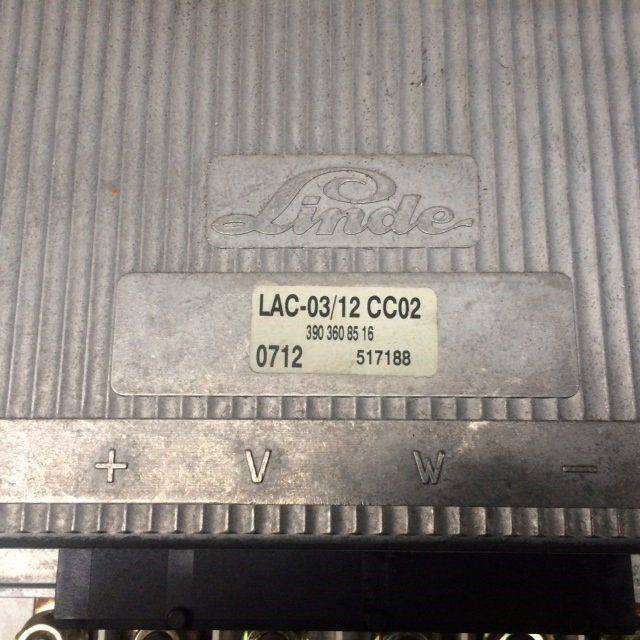 Linde
LAC-03/12 CC02
390 360 85 16
0712 517188
+ V W −